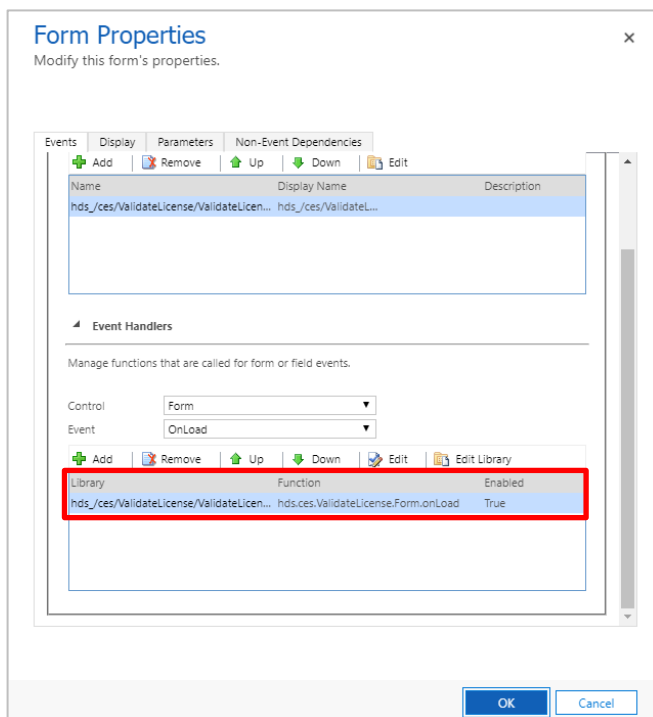 Form Properties
Modify this form's properties.
Events Display Parameters Non-Event Dependencies
Add Remove Up Down Edit
Name Display Name Description
hds_/ces/ValidateLicense/ValidateLicen... hds_/ces/ValidateL...
Event Handlers
Manage functions that are called for form or field events.
Control Form
Event OnLoad
Add Remove Up Down Edit Edit Library
Library Function Enabled
hds_/ces/ValidateLicense/ValidateLicen... hds.ces.ValidateLicense.Form.onLoad True
OK Cancel